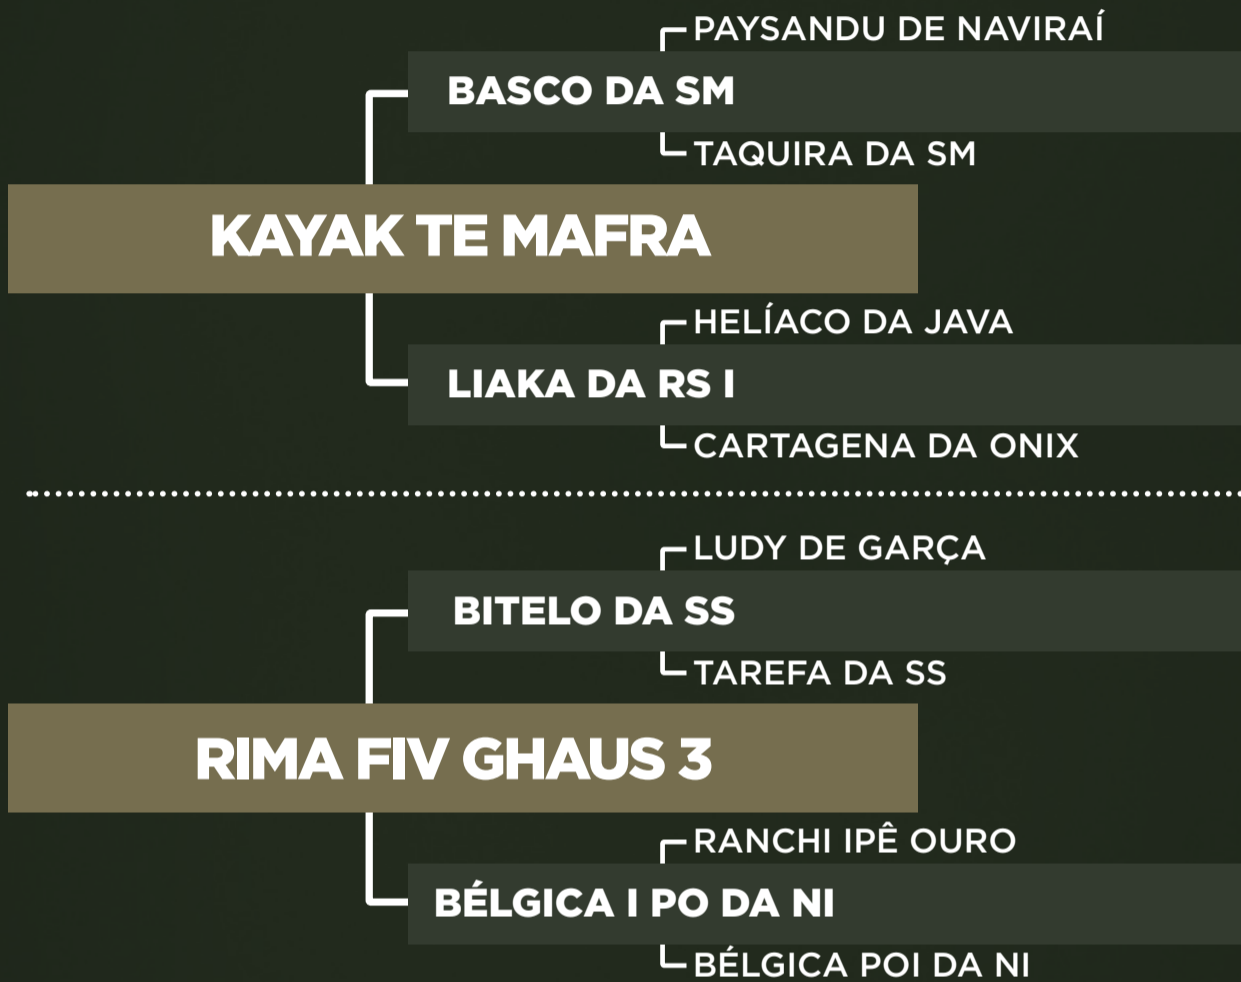 PAYSANDU DE NAVIRAÍ
BASCO DA SM
TAQUIRA DA SM
KAYAK TE MAFRA
HELÍACO DA JAVA
LIAKA DA RS I
CARTAGENA DA ONIX
LUDY DE GARÇA
BITELO DA SS
TAREFA DA SS
RIMA FIV GHAUS 3
RANCHI IPÊ OURO
BÉLGICA I PO DA NI
BÉLGICA POI DA NI